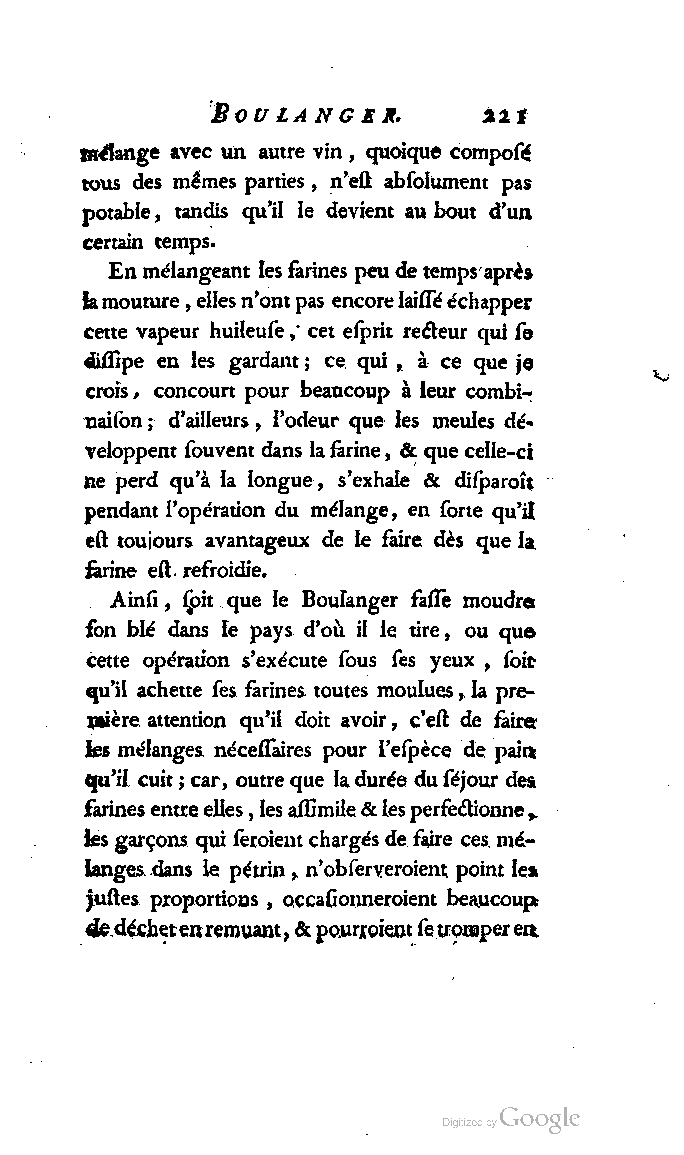 BOULANGER. 221
mélange avec un autre vin, quoique compoſé
tous des mêmes parties, n'eſt abſolument pas
potable, tandis qu'il le devient au bout d'un
certain temps.
En mélangeant les farines peu de temps après
la mouture, elles n'ont pas encore laiſſé échapper
cette vapeur huileuſe, cet eſprit recteur qui ſe
diſſipe en les gardant; ce qui, à ce que je
crois, concourt pour beaucoup à leur combi-
naiſon; d'ailleurs, l'odeur que les meules dé-
veloppent ſouvent dans la farine, & que celle-ci
ne perd qu'à la longue, s'exhale & diſparoît
pendant l'opération du mélange, en ſorte qu'il
eſt toujours avantageux de le faire dès que la
farine eſt refroidie.
Ainſi, ſoit que le Boulanger faſſe moudre
ſon blé dans le pays d'où il le tire, ou que
cette opération s'exécute ſous ſes yeux, ſoit
qu'il achette ſes farines toutes moulues, la pre-
mière attention qu'il doit avoir, c'eſt de faire
les mélanges néceſſaires pour l'eſpèce de pain
qu'il cuit; car, outre que la durée du ſéjour des
farines entre elles, les aſſimile & les perfectionne,
les garçons qui ſeroient chargés de faire ces mé-
langes dans le pétrin, n'obſerveroient point les
juſtes proportions, occaſionneroient beaucoup
de déchet en remuant, & pourroient ſe tromper en
Digitized by Google